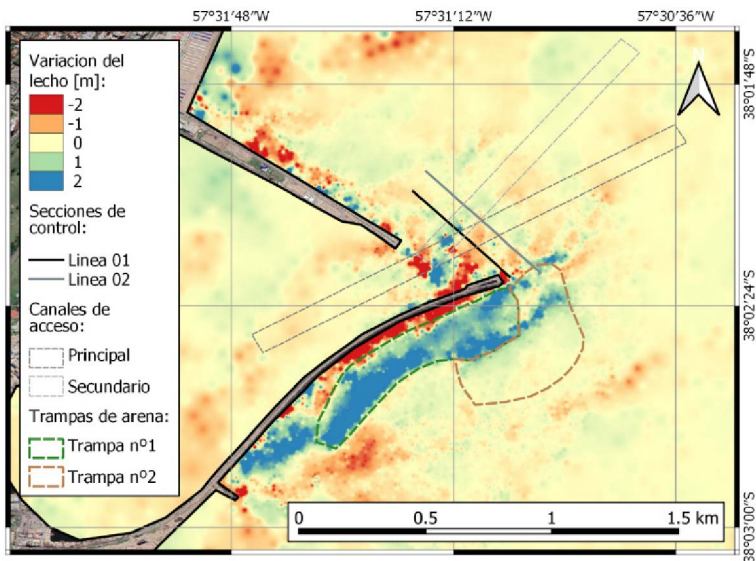 57°31′48″W
57°31′12″W
57°30′36″W
Variacion del
lecho [m]:
-2
-1
0
1
2
Secciones de
control:
Linea 01
Linea 02
Canales de
acceso:
Principal
Secundario
Trampas de arena:
Trampa nº1
Trampa nº2
N
38°01′48″S
38°02′24″S
38°03′00″S
0
0.5
1
1.5 km